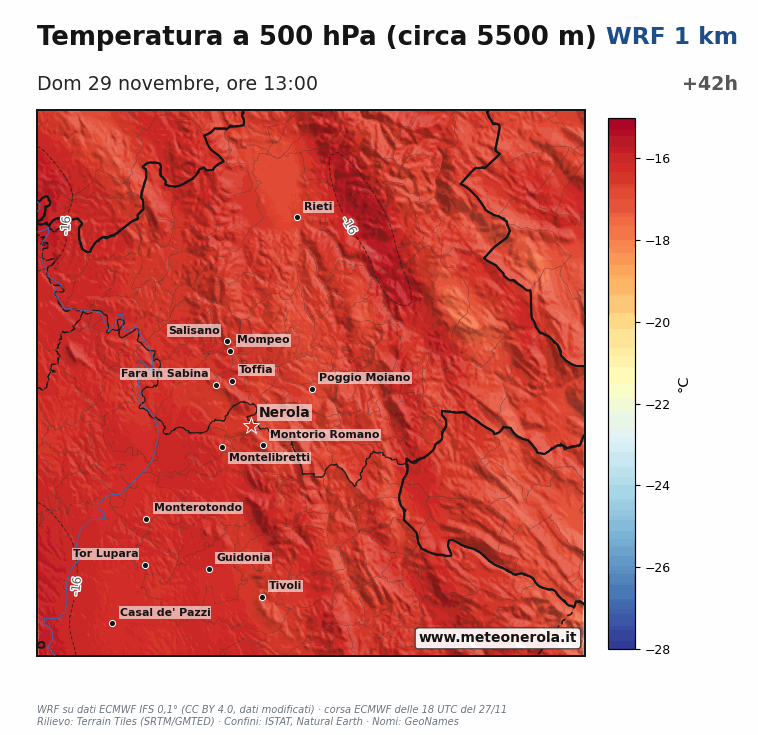 Temperatura a 500 hPa (circa 5500 m) WRF 1 km
Dom 29 novembre, ore 13:00 +42h
-16
-16
-16
Rieti
Salisano
Mompeo
Toffia
Fara in Sabina
Poggio Moiano
Nerola
Montorio Romano
Montelibretti
Monterotondo
Tor Lupara
Guidonia
Tivoli
Casal de' Pazzi
www.meteonerola.it
−16
−18
−20
−22
−24
−26
−28
°C
WRF su dati ECMWF IFS 0,1° (CC BY 4.0, dati modificati) · corsa ECMWF delle 18 UTC del 27/11
Rilievo: Terrain Tiles (SRTM/GMTED) · Confini: ISTAT, Natural Earth · Nomi: GeoNames